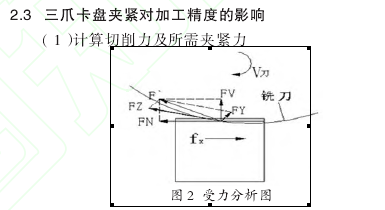 2.3 三爪卡盘夹紧对加工精度的影响
(1)计算切削力及所需夹紧力
V刀
F
FV
铣刀
FZ
FY
FN
fx
图2 受力分析图